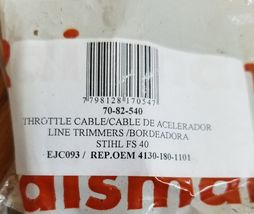 7 798128 170547
70-82-540
THROTTLE CABLE/CABLE DE ACELERADOR
LINE TRIMMERS /BORDEADORA
STIHL FS 40
EJC093 / REP.OEM 4130-180-1101
alsma